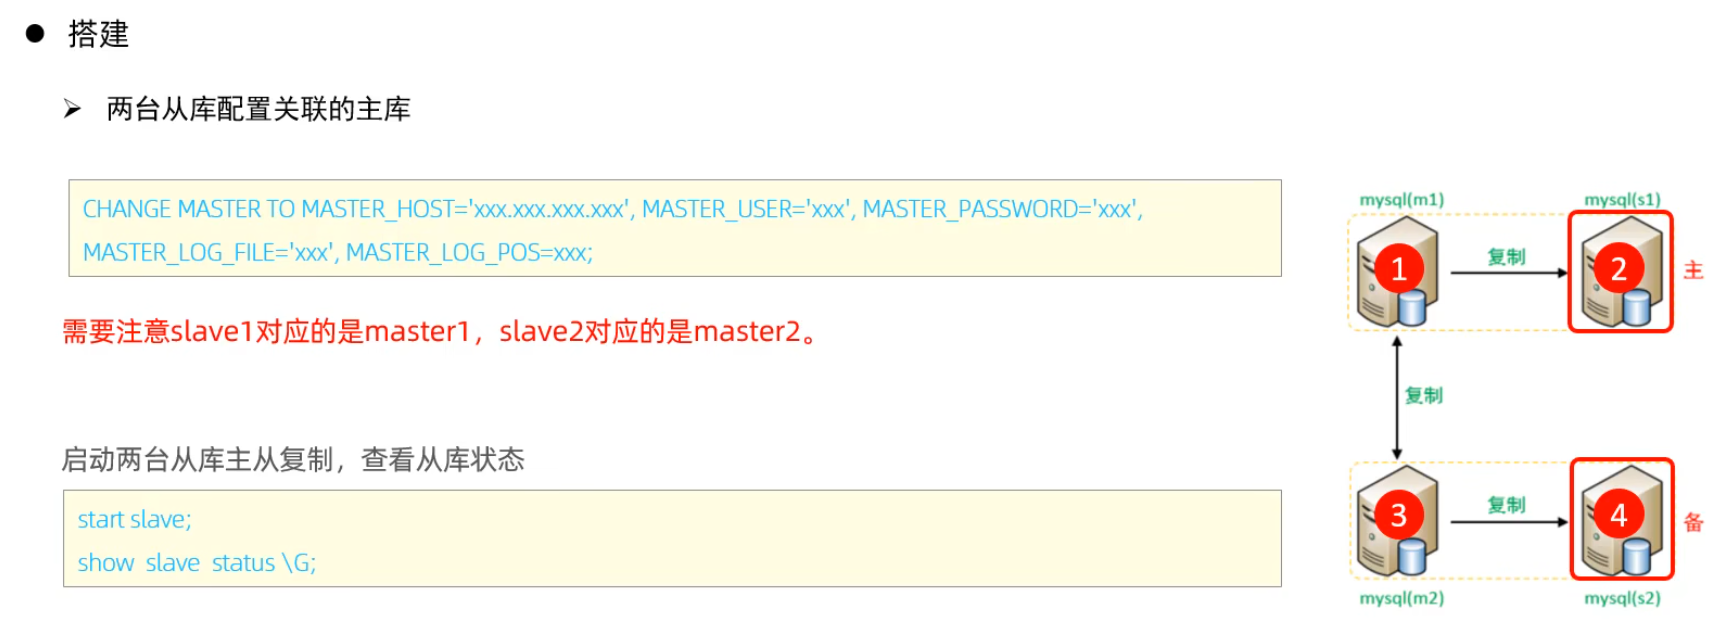 搭建
两台从库配置关联的主库
CHANGE MASTER TO MASTER_HOST='xxx.xxx.xxx.xxx', MASTER_USER='xxx', MASTER_PASSWORD='xxx',
MASTER_LOG_FILE='xxx', MASTER_LOG_POS=xxx;
需要注意slave1对应的是master1，slave2对应的是master2。
启动两台从库主从复制，查看从库状态
start slave;
show slave status \G;
mysql(m1)
mysql(s1)
1
复制
2
主
复制
3
复制
4
备
mysql(m2)
mysql(s2)